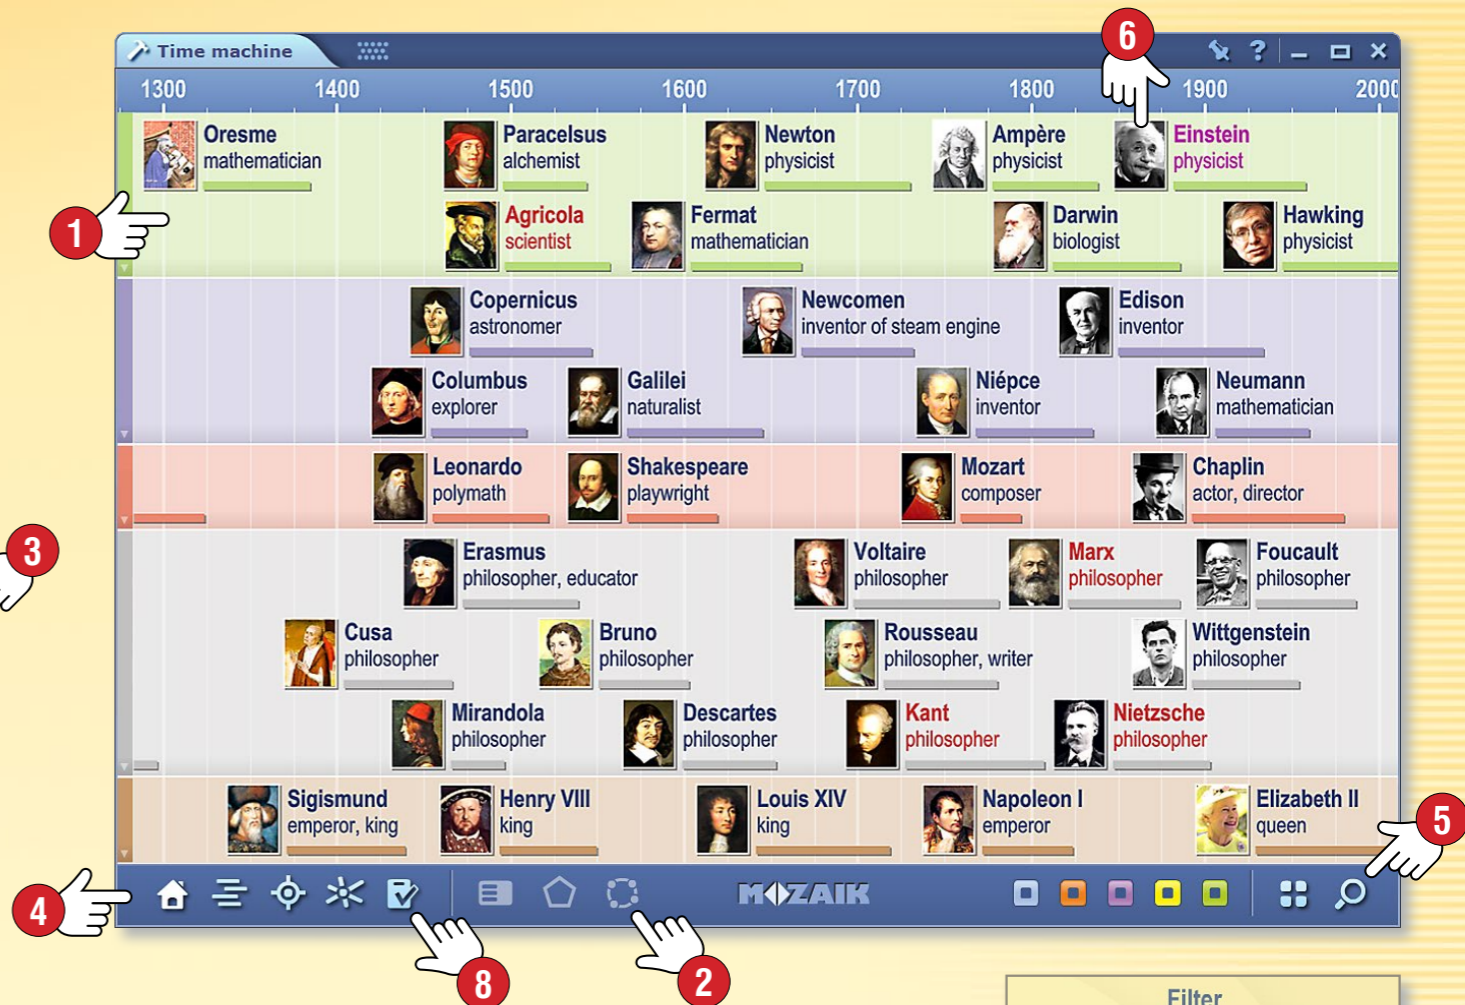 6
Time machine
?
1300 1400 1500 1600 1700 1800 1900 2000
Oresme
mathematician
Paracelsus
alchemist
Newton
physicist
Ampère
physicist
Einstein
physicist
1
Agricola
scientist
Fermat
mathematician
Darwin
biologist
Hawking
physicist
Copernicus
astronomer
Newcomen
inventor of steam engine
Edison
inventor
Columbus
explorer
Galilei
naturalist
Niépce
inventor
Neumann
mathematician
Leonardo
polymath
Shakespeare
playwright
Mozart
composer
Chaplin
actor, director
3
Erasmus
philosopher, educator
Voltaire
philosopher
Marx
philosopher
Foucault
philosopher
Cusa
philosopher
Bruno
philosopher
Rousseau
philosopher, writer
Wittgenstein
philosopher
Mirandola
philosopher
Descartes
philosopher
Kant
philosopher
Nietzsche
philosopher
Sigismund
emperor, king
Henry VIII
king
Louis XIV
king
Napoleon I
emperor
Elizabeth II
queen
5
4
MOZAIK
8
2
Filter